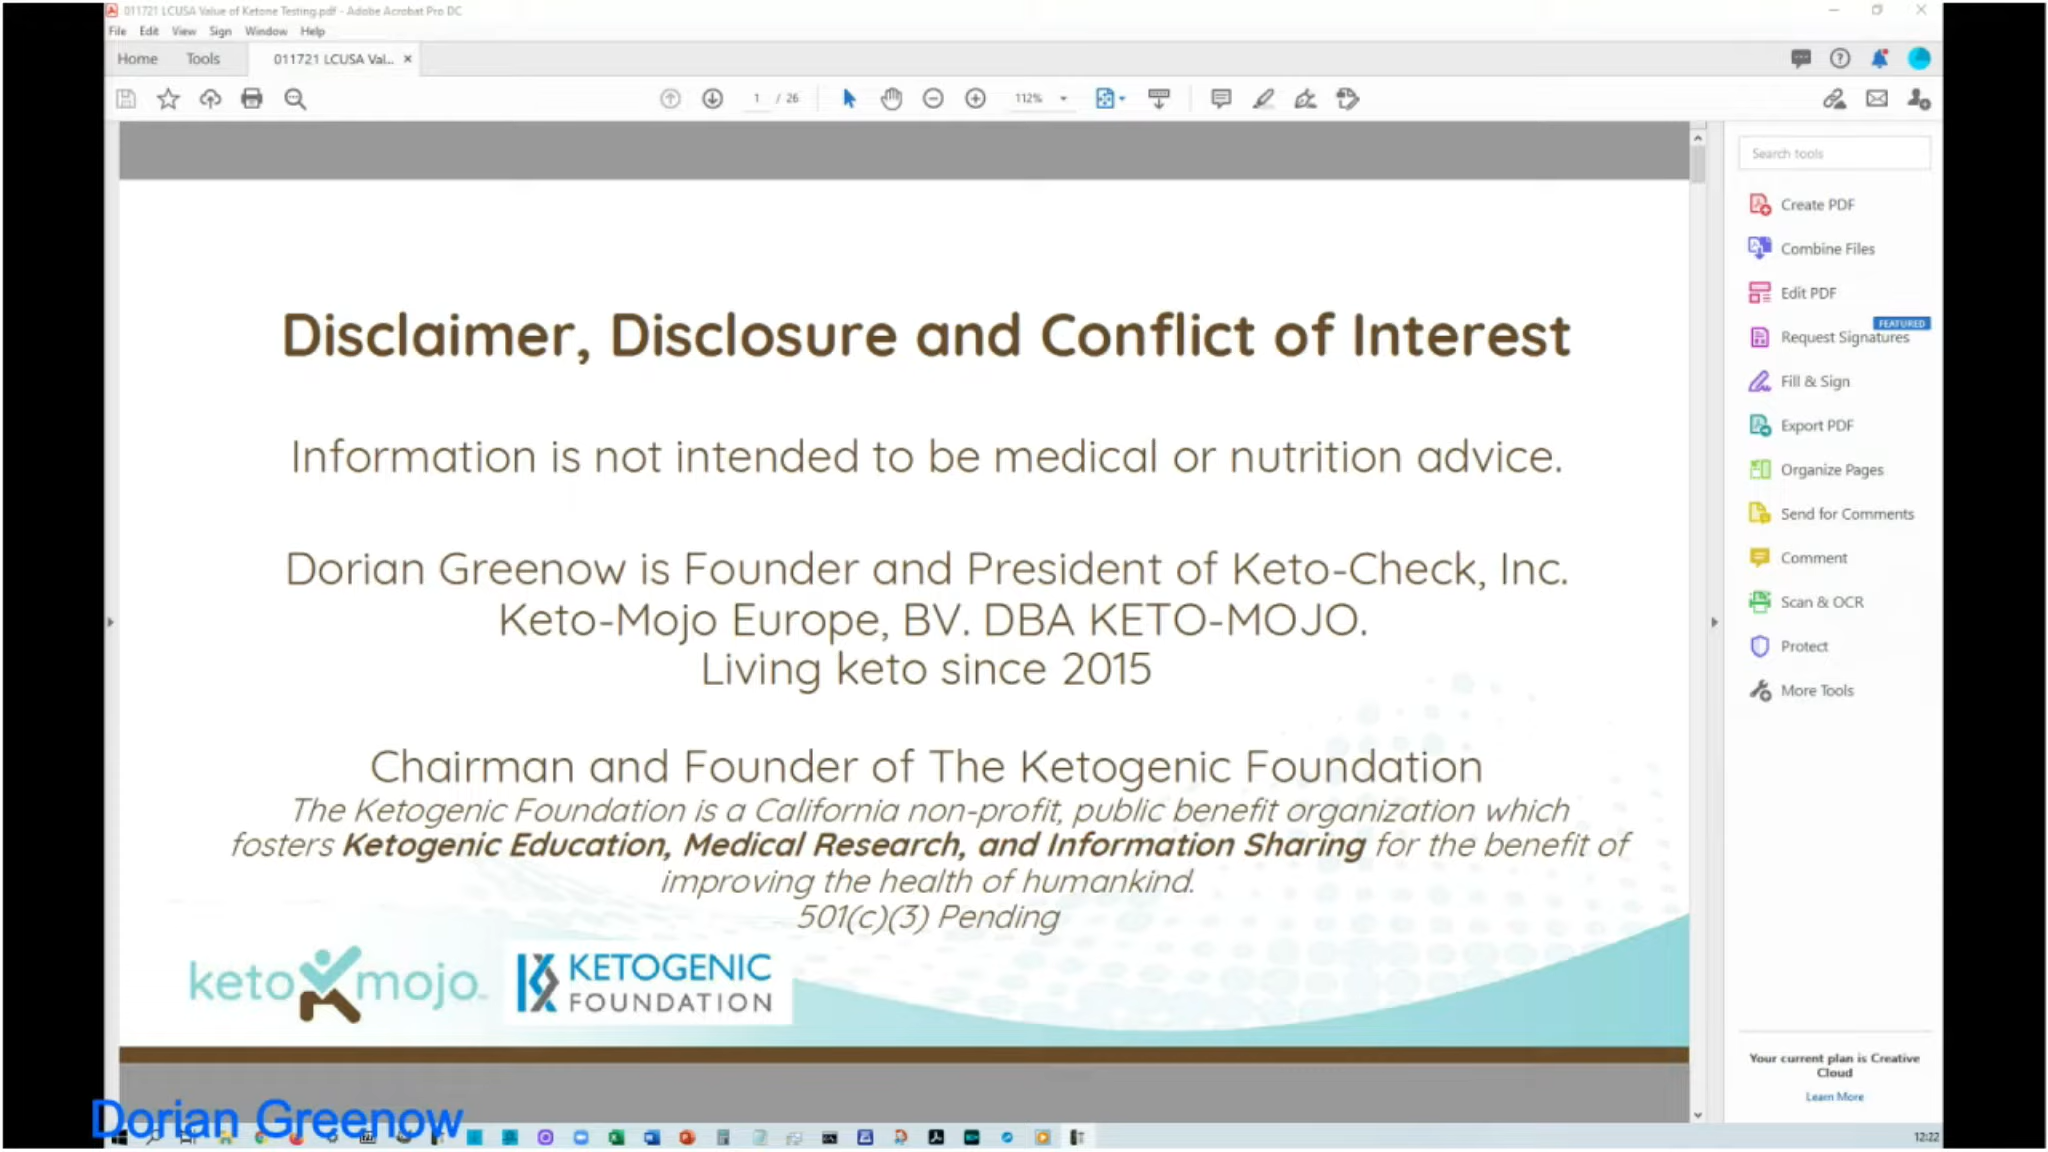 011721 LCUSA Value of Ketone Testing.pdf - Adobe Acrobat Pro DC
File Edit View Sign Window Help
Home Tools 011721 LCUSA Val... ×
1 / 26 112%
Search tools
Create PDF
Combine Files
Edit PDF
FEATURED
Request Signatures
Fill & Sign
Export PDF
Organize Pages
Send for Comments
Comment
Scan & OCR
Protect
More Tools
Disclaimer, Disclosure and Conflict of Interest
Information is not intended to be medical or nutrition advice.
Dorian Greenow is Founder and President of Keto-Check, Inc.
Keto-Mojo Europe, BV. DBA KETO-MOJO.
Living keto since 2015
Chairman and Founder of The Ketogenic Foundation
The Ketogenic Foundation is a California non-profit, public benefit organization which
fosters Ketogenic Education, Medical Research, and Information Sharing for the benefit of
improving the health of humankind.
501(c)(3) Pending
keto mojo
KETOGENIC
FOUNDATION
Your current plan is Creative
Cloud
Learn More
Dorian Greenow
12:22